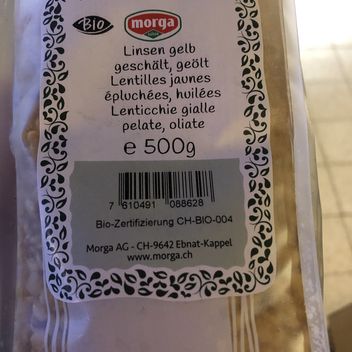 Bio morga
Linsen gelb
geschält, geölt
Lentilles jaunes
épluchées, huilées
Lenticchie gialle
pelate, oliate
e 500g
7 610491 088628
Bio-Zertifizierung CH-BIO-004
Morga AG - CH-9642 Ebnat-Kappel
www.morga.ch